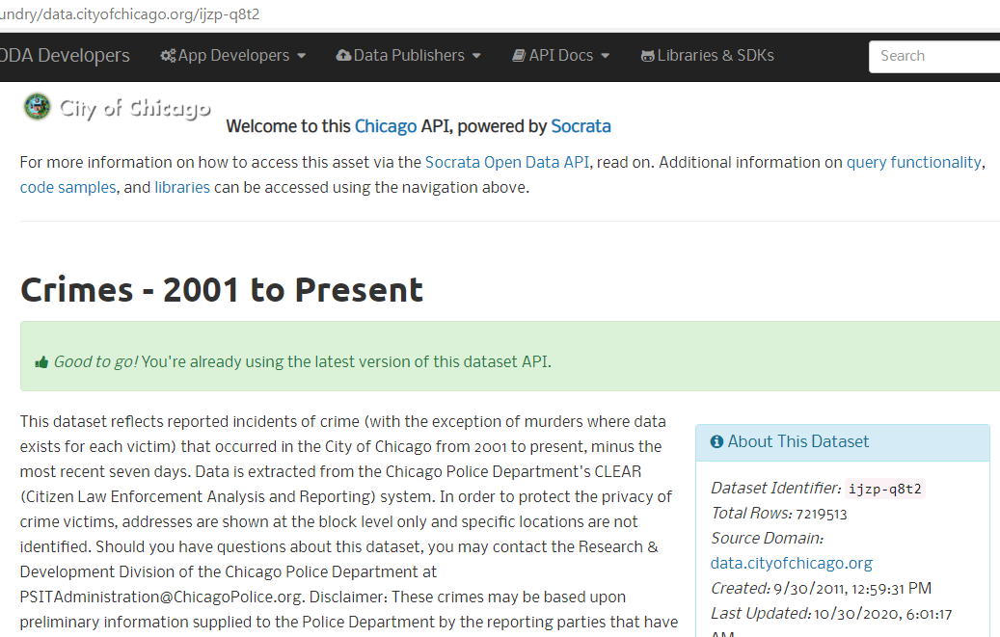 undry/data.cityofchicago.org/ijzp-q8t2
ODA Developers App Developers Data Publishers API Docs Libraries & SDKs Search
City of Chicago
Welcome to this Chicago API, powered by Socrata
For more information on how to access this asset via the Socrata Open Data API, read on. Additional information on query functionality,
code samples, and libraries can be accessed using the navigation above.
Crimes - 2001 to Present
Good to go! You're already using the latest version of this dataset API.
This dataset reflects reported incidents of crime (with the exception of murders where data
exists for each victim) that occurred in the City of Chicago from 2001 to present, minus the
most recent seven days. Data is extracted from the Chicago Police Department's CLEAR
(Citizen Law Enforcement Analysis and Reporting) system. In order to protect the privacy of
crime victims, addresses are shown at the block level only and specific locations are not
identified. Should you have questions about this dataset, you may contact the Research &
Development Division of the Chicago Police Department at
PSITAdministration@ChicagoPolice.org. Disclaimer: These crimes may be based upon
preliminary information supplied to the Police Department by the reporting parties that have
About This Dataset
Dataset Identifier: ijzp-q8t2
Total Rows: 7219513
Source Domain:
data.cityofchicago.org
Created: 9/30/2011, 12:59:31 PM
Last Updated: 10/30/2020, 6:01:17
AM